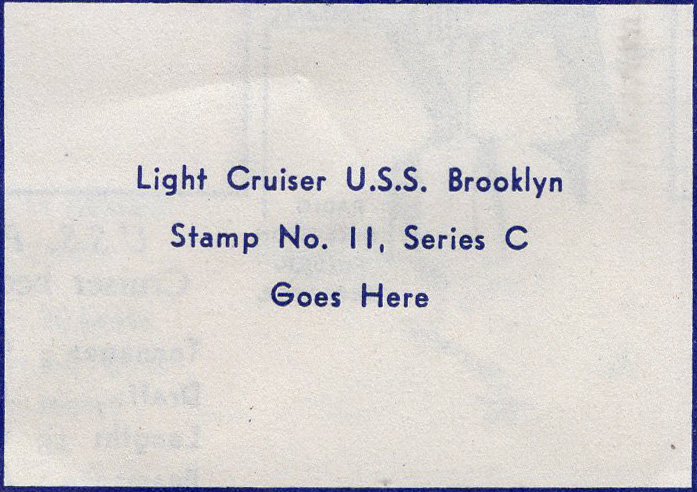 Light Cruiser U.S.S. Brooklyn
Stamp No. 11, Series C
Goes Here